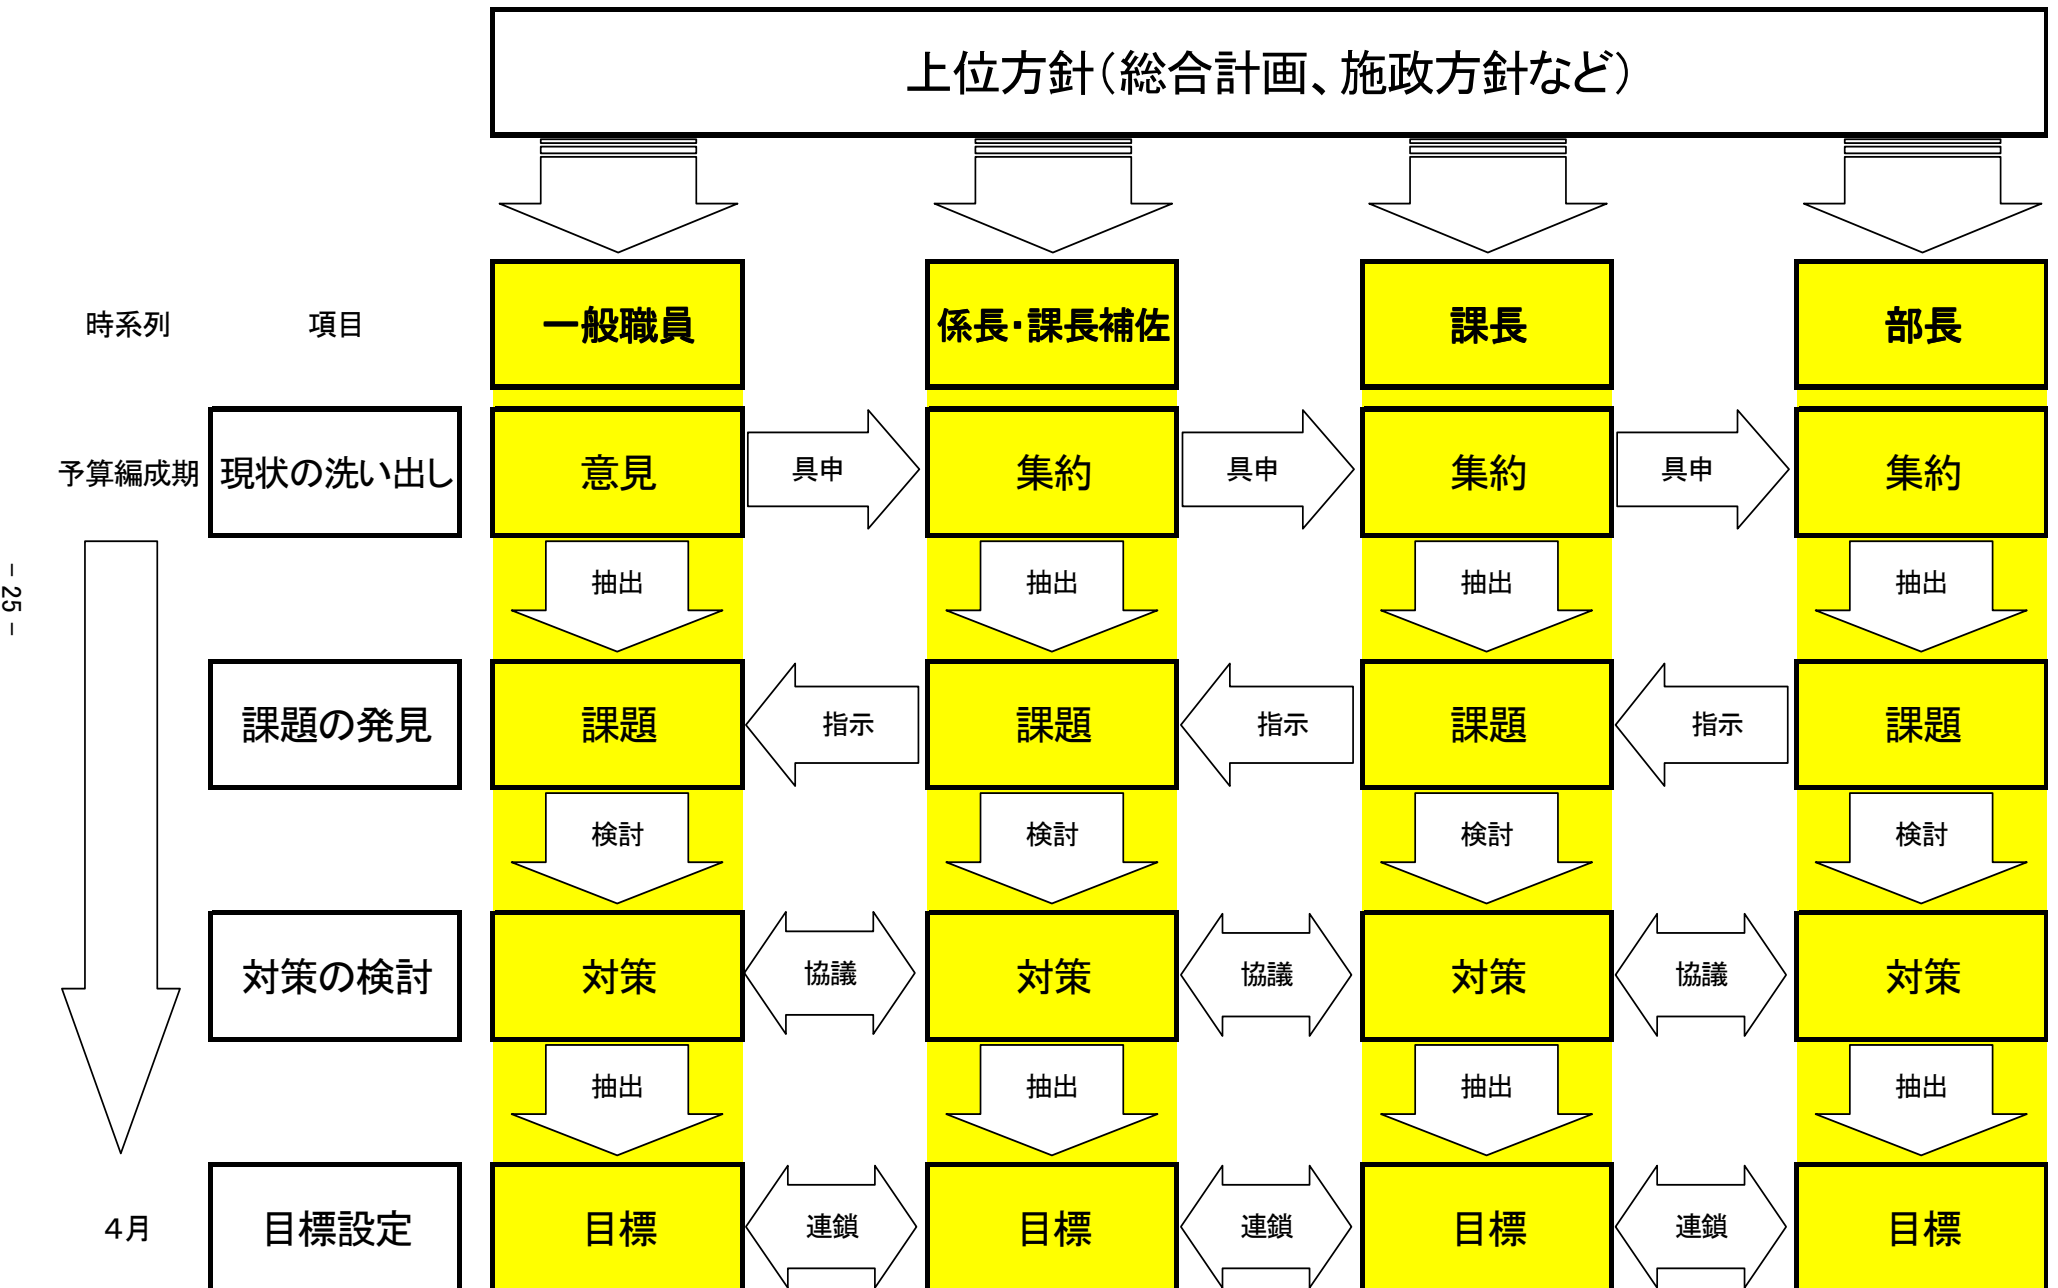 上位方針（総合計画、施政方針など）
時系列
項目
一般職員
係長・課長補佐
課長
部長
予算編成期
現状の洗い出し
意見
具申
集約
具申
集約
具申
集約
抽出
抽出
抽出
抽出
－25－
課題の発見
課題
指示
課題
指示
課題
指示
課題
検討
検討
検討
検討
対策の検討
対策
協議
対策
協議
対策
協議
対策
抽出
抽出
抽出
抽出
４月
目標設定
目標
連鎖
目標
連鎖
目標
連鎖
目標